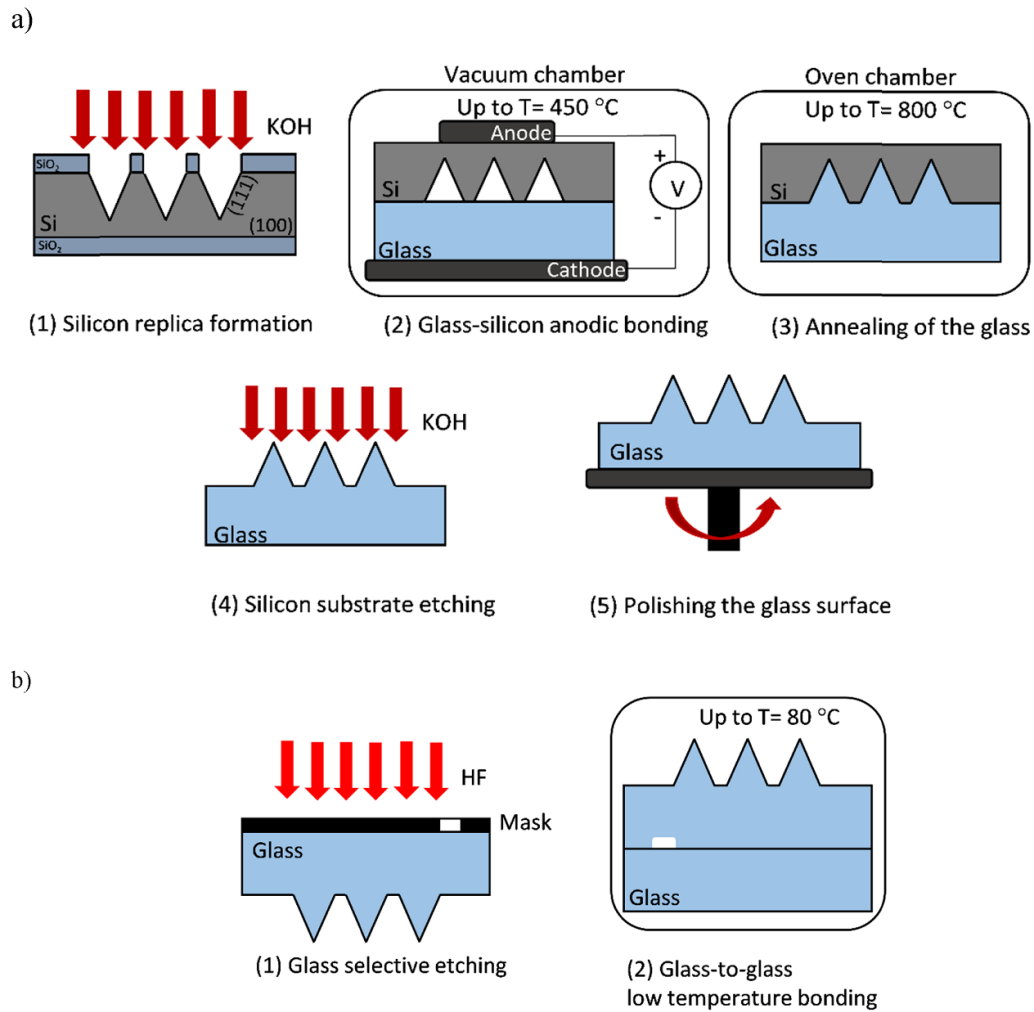 a)
Vacuum chamber
Up to T= 450 °C
Oven chamber
Up to T= 800 °C
KOH
Anode
SiO₂
(111)
Si
(100)
SiO₂
+
V
-
Si
Glass
Cathode
Si
Glass
(1) Silicon replica formation
(2) Glass-silicon anodic bonding
(3) Annealing of the glass
KOH
Glass
Glass
(4) Silicon substrate etching
(5) Polishing the glass surface
b)
Up to T= 80 °C
HF
Mask
Glass
Glass
(1) Glass selective etching
(2) Glass-to-glass
low temperature bonding